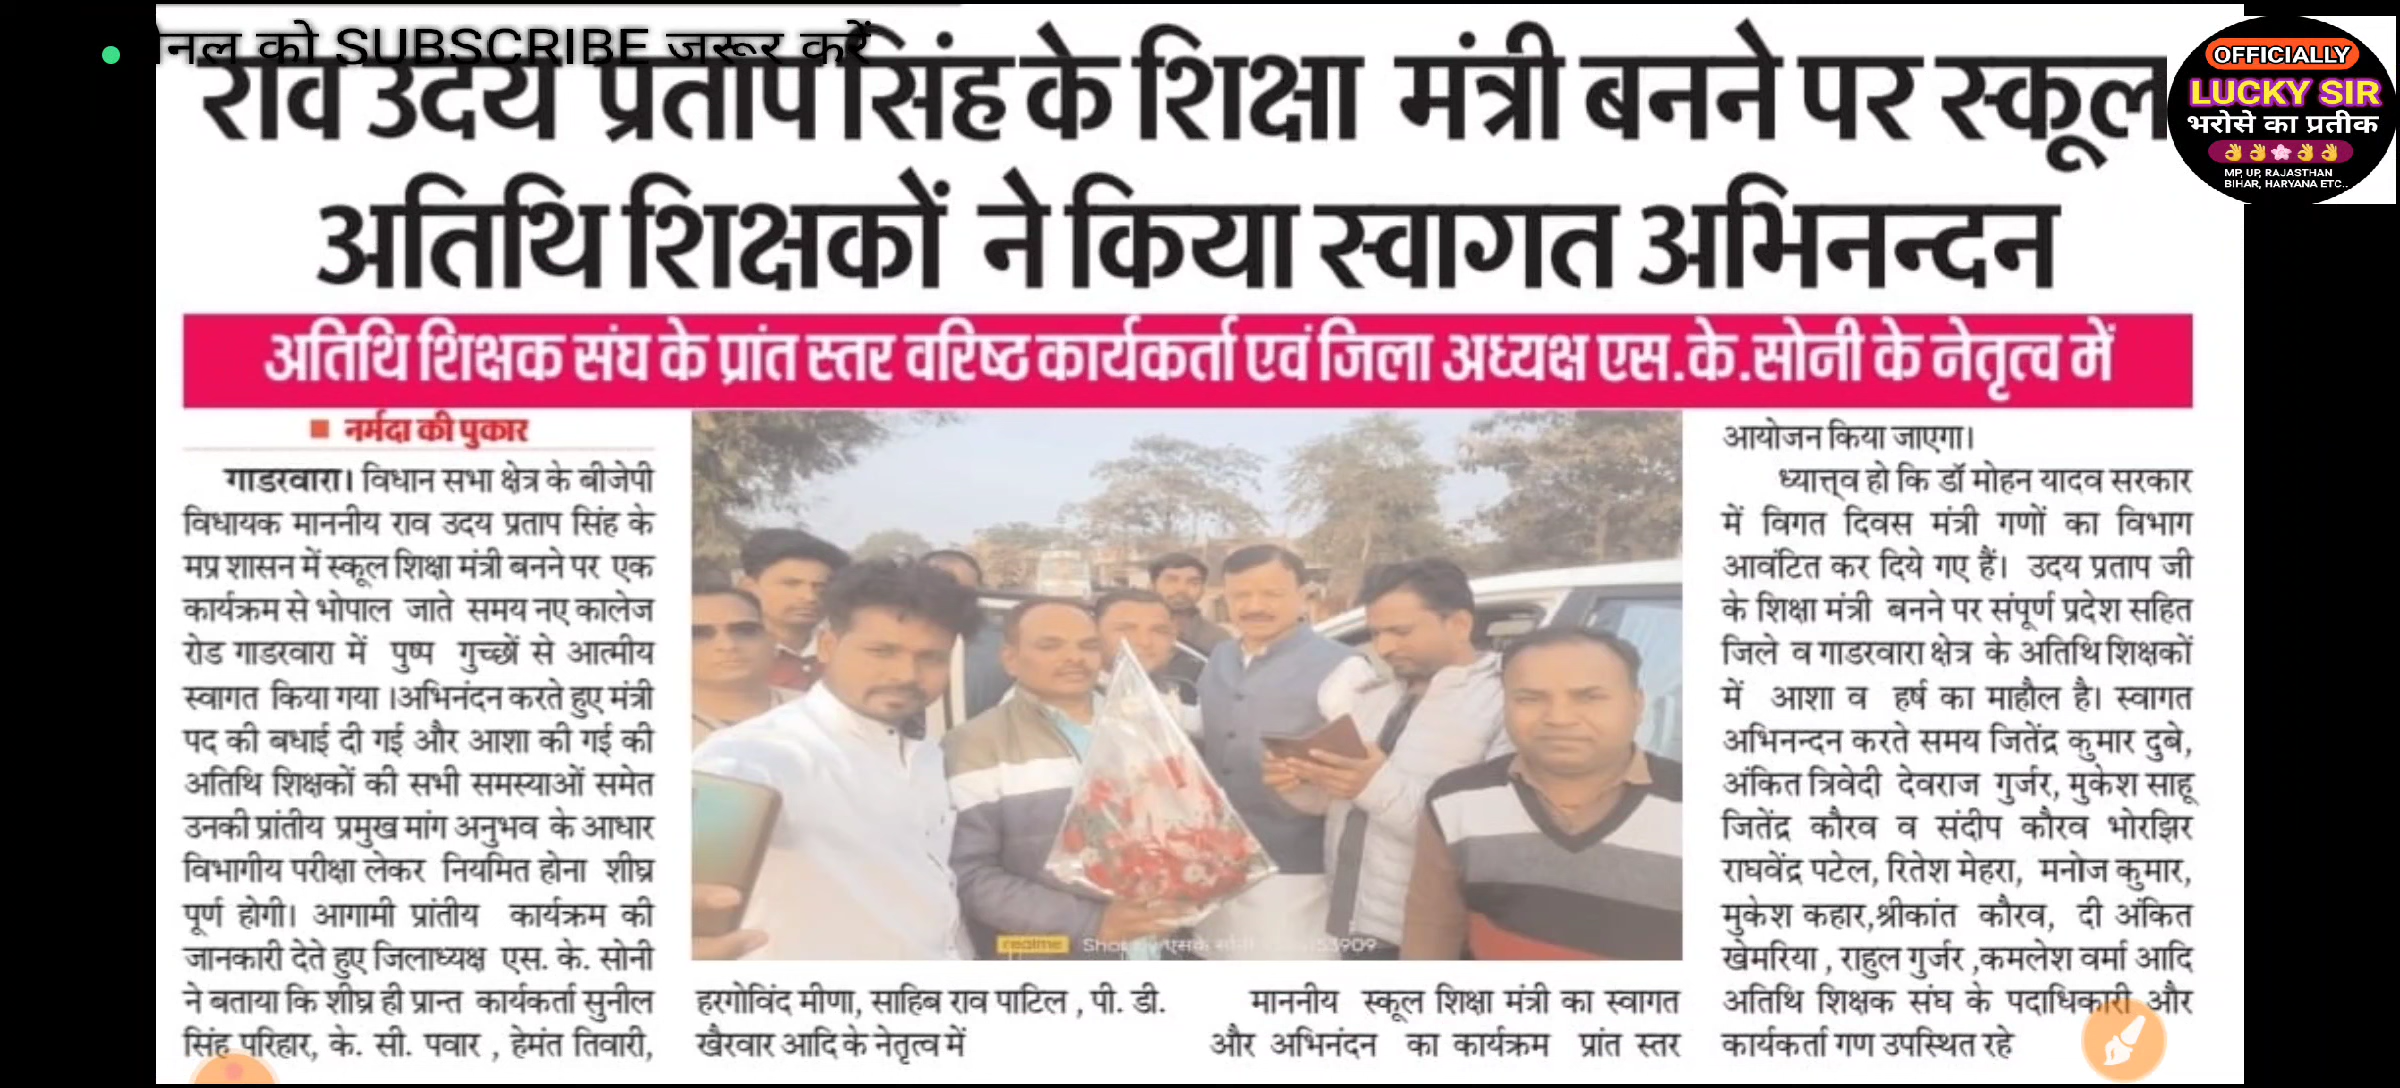 नल को SUBSCRIBE जरूर करें
राव उदय प्रताप सिंह के शिक्षा मंत्री बनने पर स्कूल
अतिथि शिक्षकों ने किया स्वागत अभिनन्दन
OFFICIALLY
LUCKY SIR
भरोसे का प्रतीक
MP, UP, RAJASTHAN
BIHAR, HARYANA ETC..
अतिथि शिक्षक संघ के प्रांत स्तर वरिष्ठ कार्यकर्ता एवं जिला अध्यक्ष एस.के.सोनी के नेतृत्व में
नर्मदा की पुकार
गाडरवारा। विधान सभा क्षेत्र के बीजेपी
विधायक माननीय राव उदय प्रताप सिंह के
मप्र शासन में स्कूल शिक्षा मंत्री बनने पर एक
कार्यक्रम से भोपाल जाते समय नए कालेज
रोड गाडरवारा में पुष्प गुच्छों से आत्मीय
स्वागत किया गया ।अभिनंदन करते हुए मंत्री
पद की बधाई दी गई और आशा की गई की
अतिथि शिक्षकों की सभी समस्याओं समेत
उनकी प्रांतीय प्रमुख मांग अनुभव के आधार
विभागीय परीक्षा लेकर नियमित होना शीघ्र
पूर्ण होगी। आगामी प्रांतीय कार्यक्रम की
जानकारी देते हुए जिलाध्यक्ष एस. के. सोनी
ने बताया कि शीघ्र ही प्रान्त कार्यकर्ता सुनील
सिंह परिहार, के. सी. पवार , हेमंत तिवारी,
realme
एसके सोनी
53909
हरगोविंद मीणा, साहिब राव पाटिल , पी. डी.
खैरवार आदि के नेतृत्व में
माननीय स्कूल शिक्षा मंत्री का स्वागत
और अभिनंदन का कार्यक्रम प्रांत स्तर
आयोजन किया जाएगा।
ध्यात्त्व हो कि डॉ मोहन यादव सरकार
में विगत दिवस मंत्री गणों का विभाग
आवंटित कर दिये गए हैं। उदय प्रताप जी
के शिक्षा मंत्री बनने पर संपूर्ण प्रदेश सहित
जिले व गाडरवारा क्षेत्र के अतिथि शिक्षकों
में आशा व हर्ष का माहौल है। स्वागत
अभिनन्दन करते समय जितेंद्र कुमार दुबे,
अंकित त्रिवेदी देवराज गुर्जर, मुकेश साहू
जितेंद्र कौरव व संदीप कौरव भोरझिर
राघवेंद्र पटेल, रितेश मेहरा, मनोज कुमार,
मुकेश कहार,श्रीकांत कौरव, दी अंकित
खेमरिया , राहुल गुर्जर ,कमलेश वर्मा आदि
अतिथि शिक्षक संघ के पदाधिकारी और
कार्यकर्ता गण उपस्थित रहे